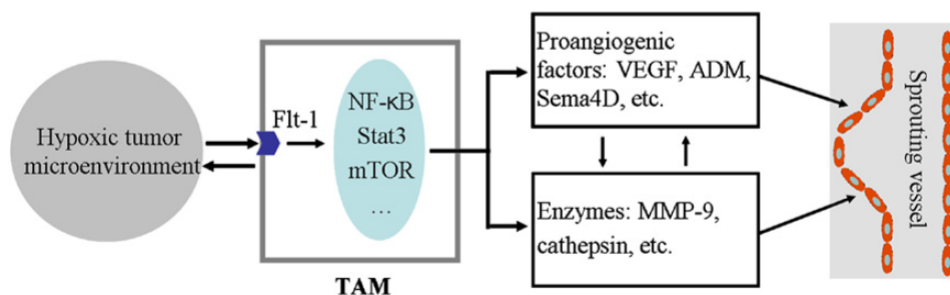 Hypoxic tumor
microenvironment
Flt-1
NF-κB
Stat3
mTOR
...
TAM
Proangiogenic
factors: VEGF, ADM,
Sema4D, etc.
Enzymes: MMP-9,
cathepsin, etc.
Sprouting vessel